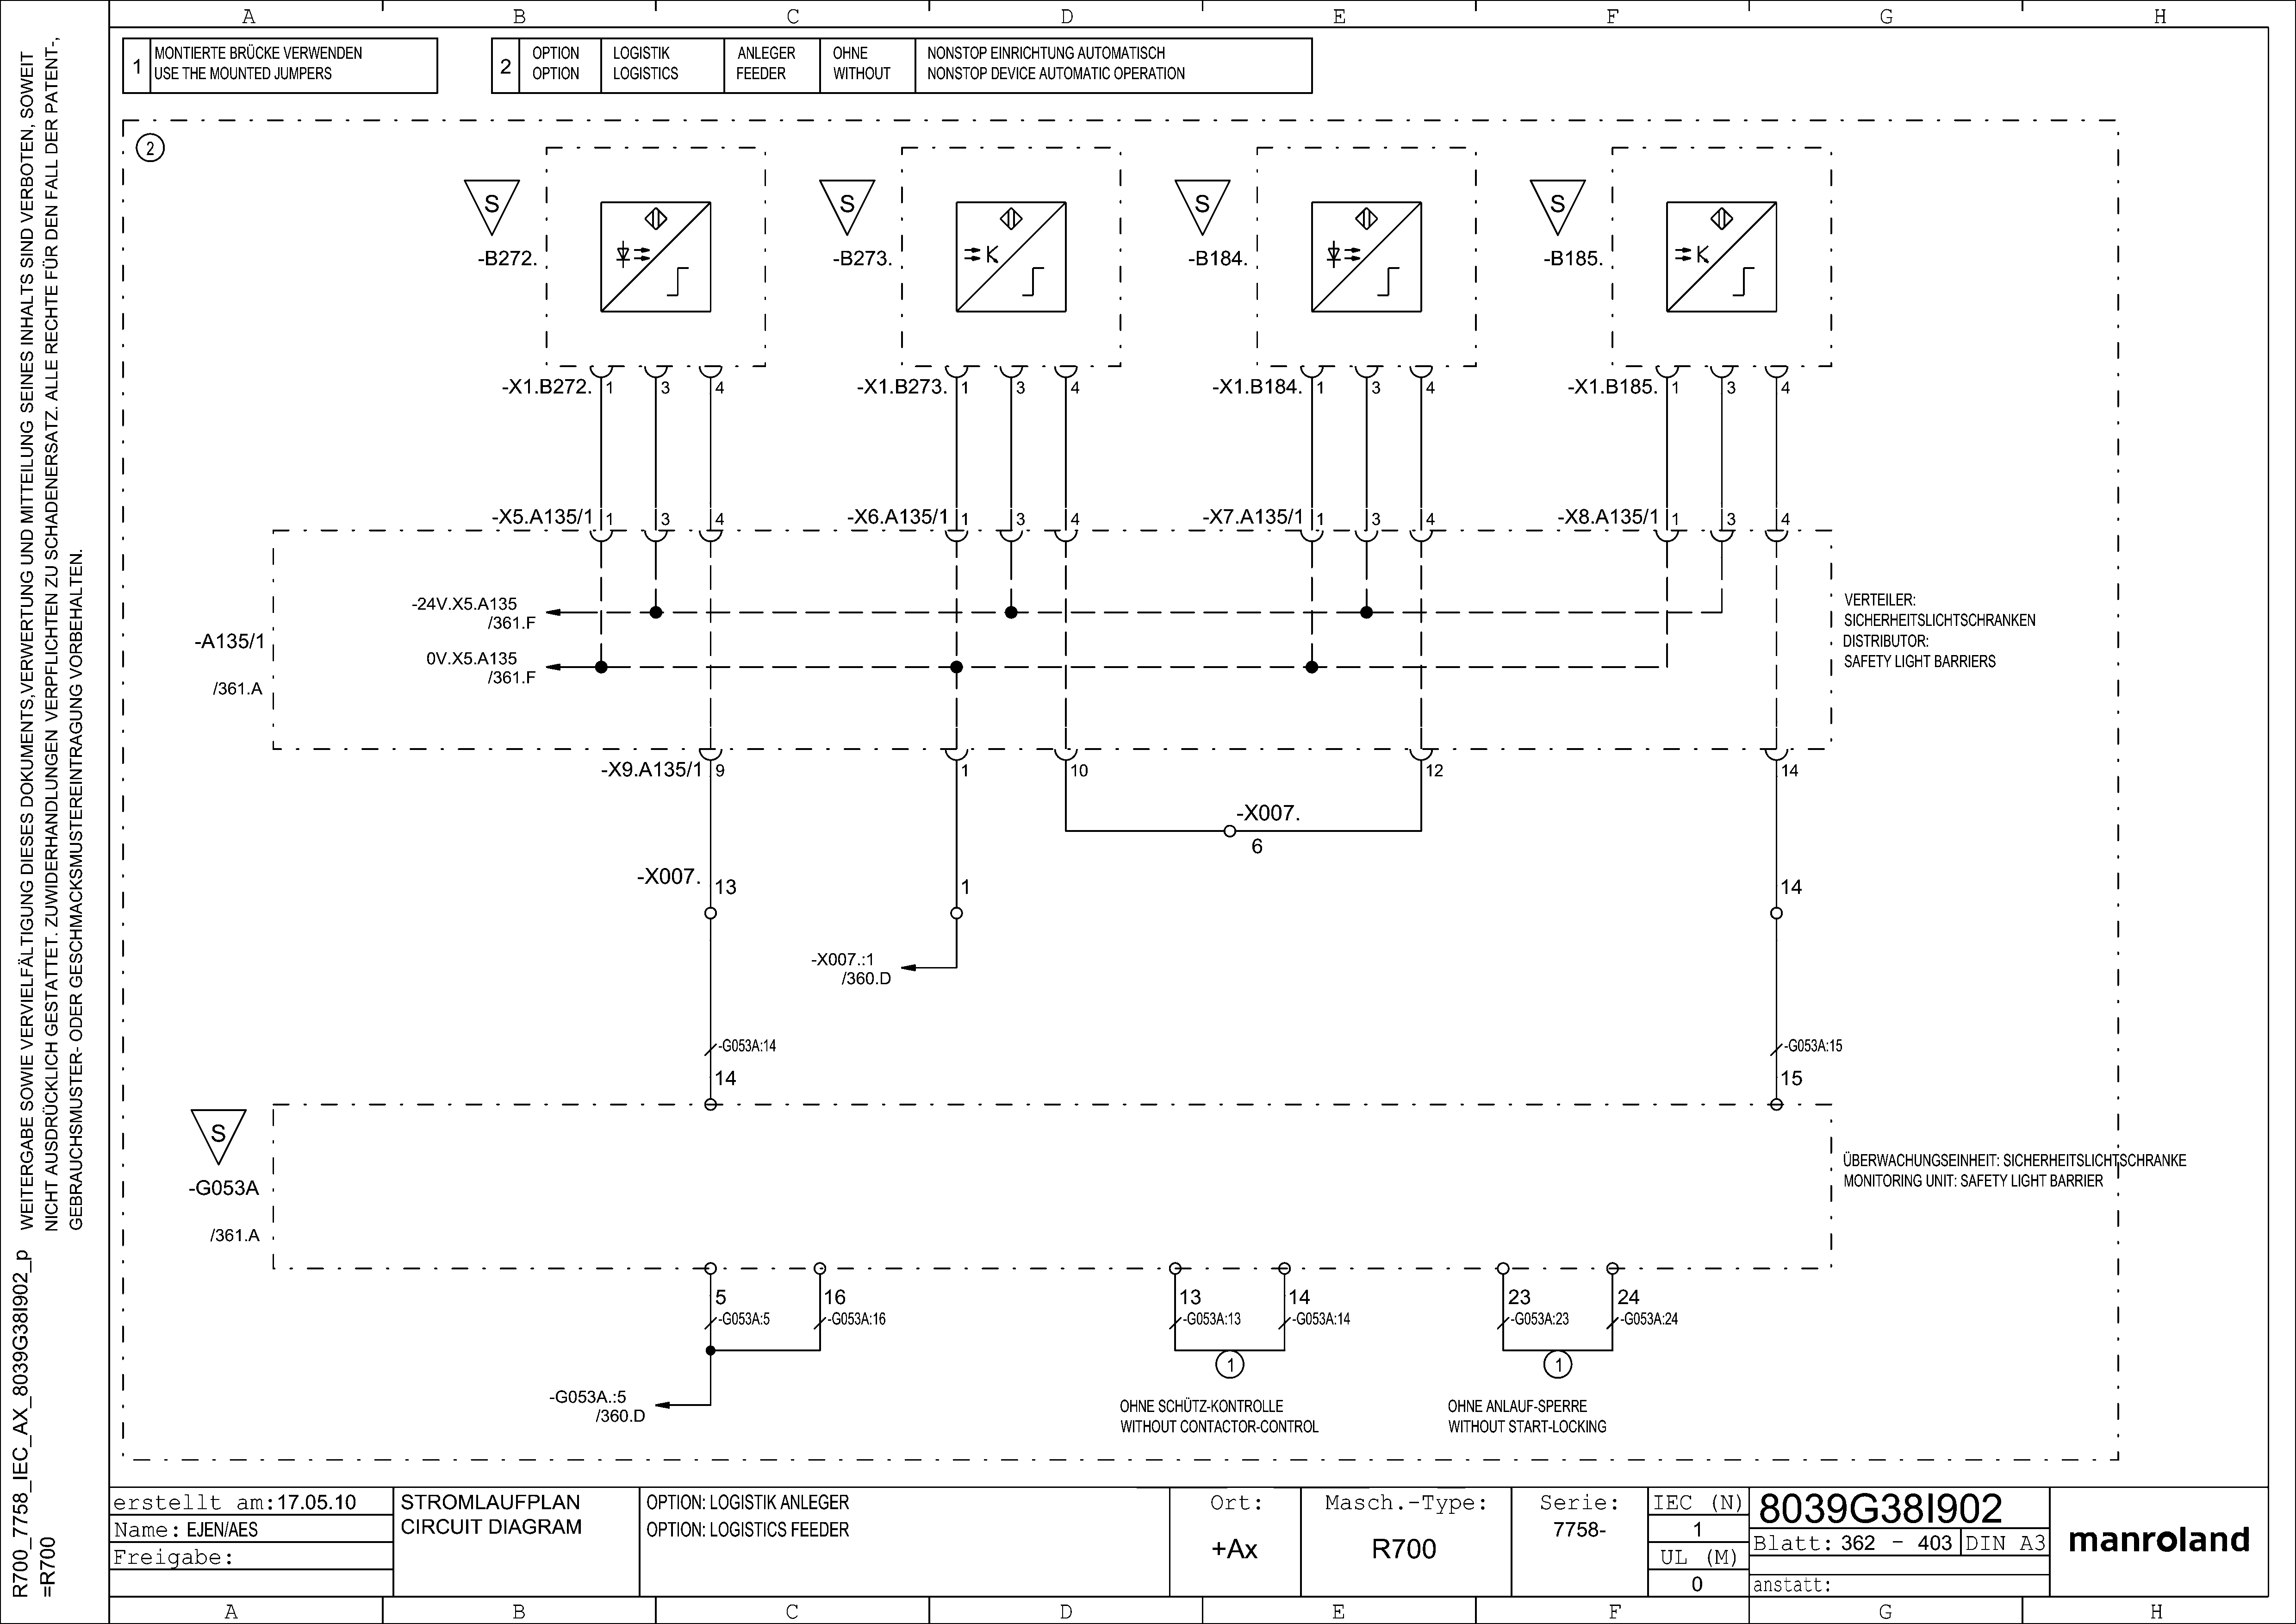 A B C D E F G H
1 MONTIERTE BRÜCKE VERWENDEN
USE THE MOUNTED JUMPERS
2 OPTION LOGISTIK ANLEGER OHNE NONSTOP EINRICHTUNG AUTOMATISCH
OPTION LOGISTICS FEEDER WITHOUT NONSTOP DEVICE AUTOMATIC OPERATION
2
S S S S
-B272. -B273. -B184. -B185.
-X1.B272. 1 3 4 -X1.B273. 1 3 4 -X1.B184. 1 3 4 -X1.B185. 1 3 4
-X5.A135/1 1 3 4 -X6.A135/1 1 3 4 -X7.A135/1 1 3 4 -X8.A135/1 1 3 4
-24V.X5.A135
/361.F
0V.X5.A135
/361.F
-A135/1
/361.A
VERTEILER:
SICHERHEITSLICHTSCHRANKEN
DISTRIBUTOR:
SAFETY LIGHT BARRIERS
-X9.A135/1 9 1 10 12 14
-X007.
6
-X007. 13 1 14
-X007.:1
/360.D
-G053A:14 -G053A:15
14 15
S
-G053A
/361.A
ÜBERWACHUNGSEINHEIT: SICHERHEITSLICHTSCHRANKE
MONITORING UNIT: SAFETY LIGHT BARRIER
5 16 13 14 23 24
-G053A:5 -G053A:16 -G053A:13 -G053A:14 -G053A:23 -G053A:24
1 1
-G053A.:5
/360.D
OHNE SCHÜTZ-KONTROLLE
WITHOUT CONTACTOR-CONTROL
OHNE ANLAUF-SPERRE
WITHOUT START-LOCKING
WEITERGABE SOWIE VERVIELFÄLTIGUNG DIESES DOKUMENTS,VERWERTUNG UND MITTEILUNG SEINES INHALTS SIND VERBOTEN, SOWEIT
NICHT AUSDRÜCKLICH GESTATTET. ZUWIDERHANDLUNGEN VERPFLICHTEN ZU SCHADENERSATZ. ALLE RECHTE FÜR DEN FALL DER PATENT-,
GEBRAUCHSMUSTER- ODER GESCHMACKSMUSTEREINTRAGUNG VORBEHALTEN.
R700_7758_IEC_AX_8039G38I902_p
=R700
erstellt am:17.05.10
Name: EJEN/AES
Freigabe:
STROMLAUFPLAN
CIRCUIT DIAGRAM
OPTION: LOGISTIK ANLEGER
OPTION: LOGISTICS FEEDER
Ort:
+Ax
Masch.-Type:
R700
Serie:
7758-
IEC (N)
1
UL (M)
0
8039G38I902
Blatt: 362 - 403 DIN A3
anstatt:
manroland
A B C D E F G H